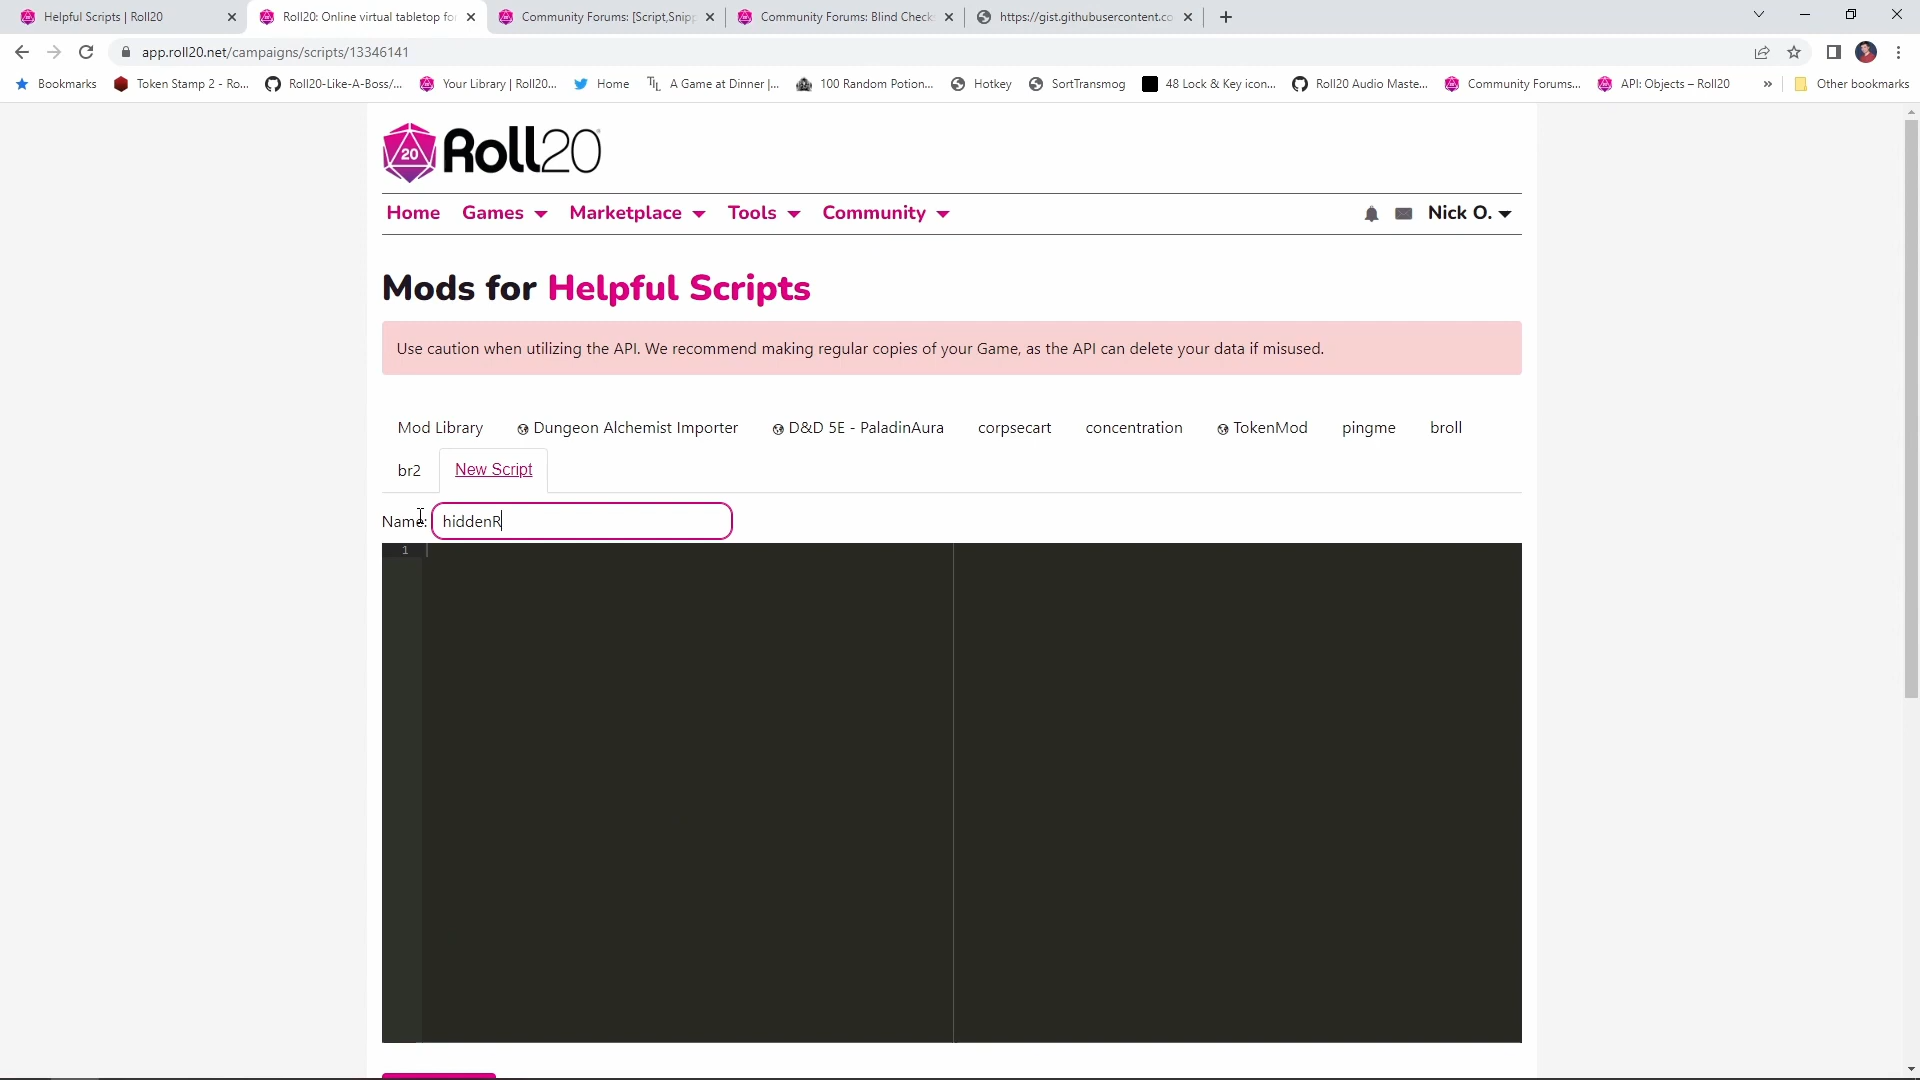 Helpful Scripts | Roll20
Roll20: Online virtual tabletop fo
Community Forums: [Script,Snipp
Community Forums: Blind Check
https://gist.githubusercontent.co
app.roll20.net/campaigns/scripts/13346141
Bookmarks
Token Stamp 2 - Ro...
Roll20-Like-A-Boss/...
Your Library | Roll20...
Home
A Game at Dinner |...
100 Random Potion...
Hotkey
SortTransmog
48 Lock & Key icon...
Roll20 Audio Maste...
Community Forums...
API: Objects – Roll20
»
Other bookmarks
20 Roll20
Home Games Marketplace Tools Community
Nick O.
Mods for Helpful Scripts
Use caution when utilizing the API. We recommend making regular copies of your Game, as the API can delete your data if misused.
Mod Library Dungeon Alchemist Importer D&D 5E - PaladinAura corpsecart concentration TokenMod pingme broll
br2 New Script
Name: hiddenR
1